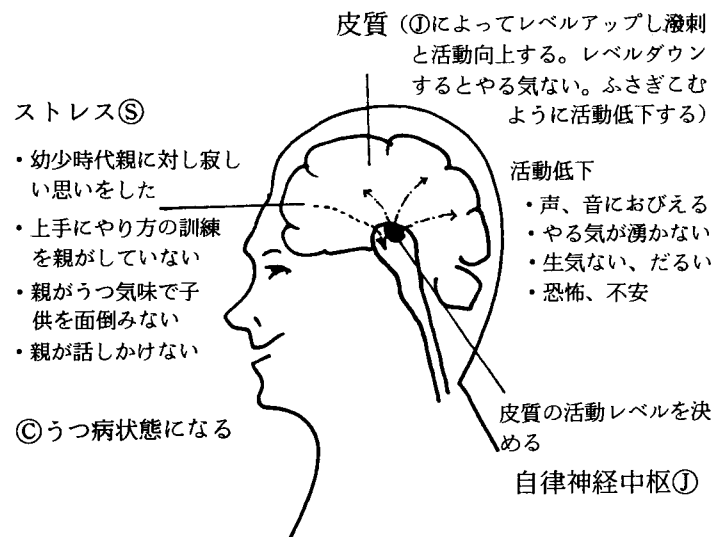 皮質（Ⓙによってレベルアップし潑剌
と活動向上する。レベルダウン
するとやる気ない。ふさぎこむ
ように活動低下する）
ストレスⓈ
・幼少時代親に対し寂し
い思いをした
・上手にやり方の訓練
を親がしていない
・親がうつ気味で子
供を面倒みない
・親が話しかけない
Ⓒうつ病状態になる
活動低下
・声、音におびえる
・やる気が湧かない
・生気ない、だるい
・恐怖、不安
皮質の活動レベルを決
める
自律神経中枢Ⓙ